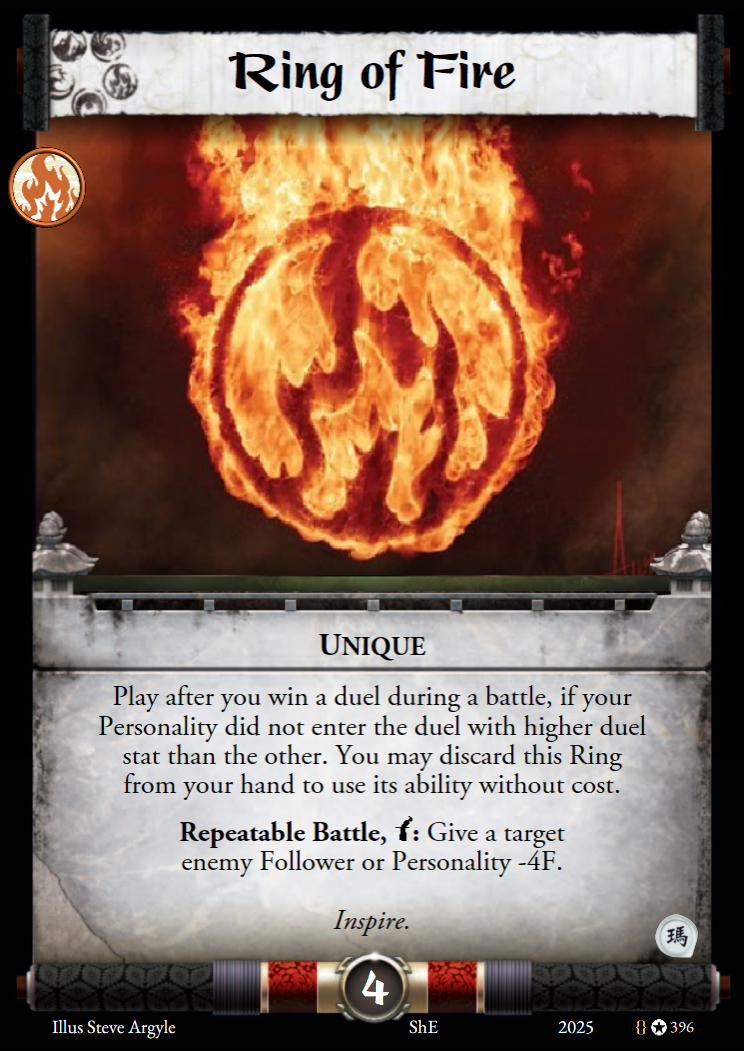 Ring of Fire
UNIQUE
Play after you win a duel during a battle, if your
Personality did not enter the duel with higher duel
stat than the other. You may discard this Ring
from your hand to use its ability without cost.
Repeatable Battle, : Give a target
enemy Follower or Personality -4F.
Inspire.
瑪
4
Illus Steve Argyle ShE 2025 {} ✪ 396